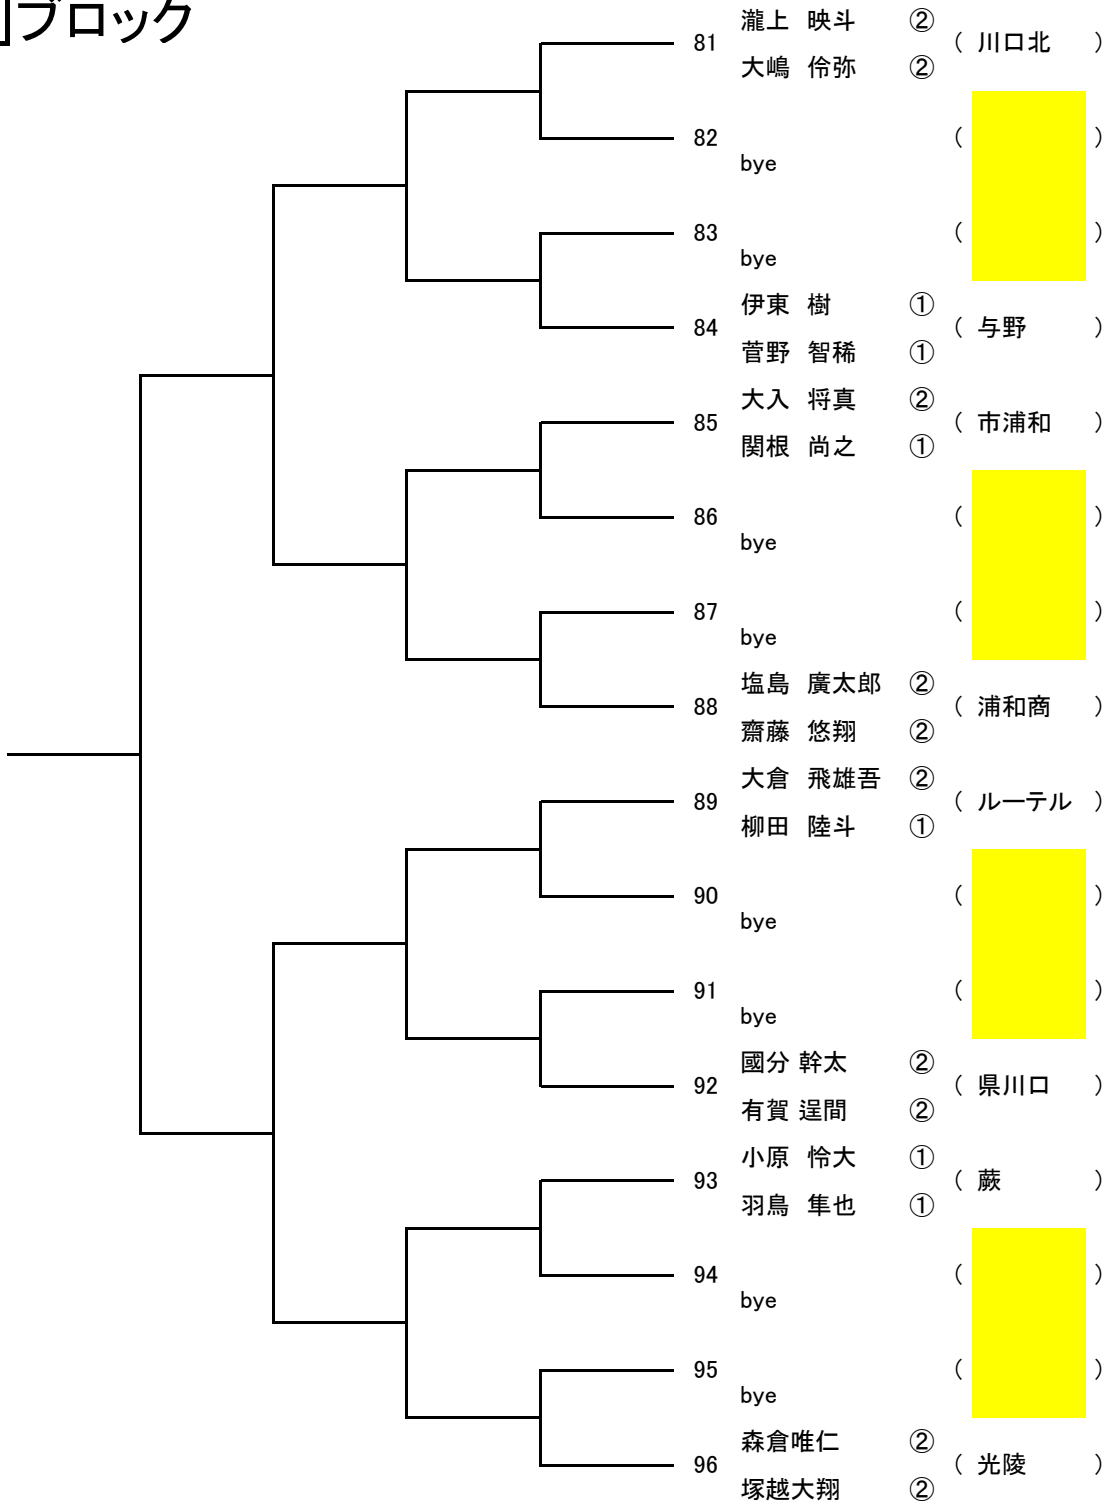 ブロック
瀧上 映斗 ②
81 ( 川口北 )
大嶋 伶弥 ②
82 ( )
bye
83 ( )
bye
伊東 樹 ①
84 ( 与野 )
菅野 智稀 ①
大入 将真 ②
85 ( 市浦和 )
関根 尚之 ①
86 ( )
bye
87 ( )
bye
塩島 廣太郎 ②
88 ( 浦和商 )
齋藤 悠翔 ②
大倉 飛雄吾 ②
89 ( ルーテル )
柳田 陸斗 ①
90 ( )
bye
91 ( )
bye
國分 幹太 ②
92 ( 県川口 )
有賀 逞間 ②
小原 怜大 ①
93 ( 蕨 )
羽鳥 隼也 ①
94 ( )
bye
95 ( )
bye
森倉唯仁 ②
96 ( 光陵 )
塚越大翔 ②